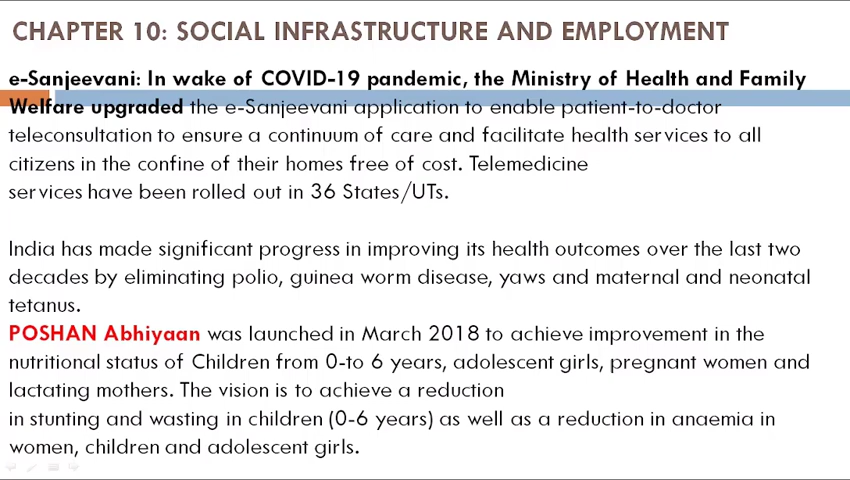 CHAPTER 10: SOCIAL INFRASTRUCTURE AND EMPLOYMENT
e-Sanjeevani: In wake of COVID-19 pandemic, the Ministry of Health and Family
Welfare upgraded the e-Sanjeevani application to enable patient-to-doctor
teleconsultation to ensure a continuum of care and facilitate health services to all
citizens in the confine of their homes free of cost. Telemedicine
services have been rolled out in 36 States/UTs.
India has made significant progress in improving its health outcomes over the last two
decades by eliminating polio, guinea worm disease, yaws and maternal and neonatal
tetanus.
POSHAN Abhiyaan was launched in March 2018 to achieve improvement in the
nutritional status of Children from 0-to 6 years, adolescent girls, pregnant women and
lactating mothers. The vision is to achieve a reduction
in stunting and wasting in children (0-6 years) as well as a reduction in anaemia in
women, children and adolescent girls.